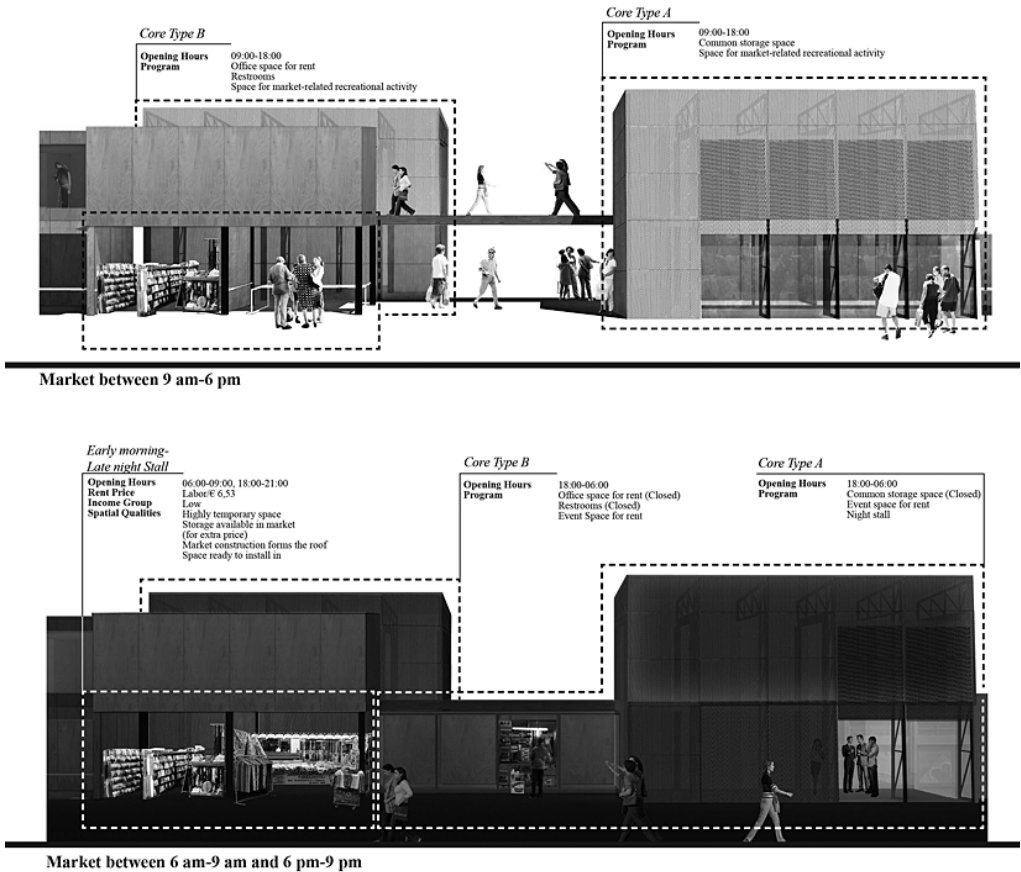 Core Type B
Opening Hours 09:00-18:00
Program Office space for rent
Restrooms
Space for market-related recreational activity
Core Type A
Opening Hours 09:00-18:00
Program Common storage space
Space for market-related recreational activity
Market between 9 am-6 pm
Early morning-
Late night Stall
Opening Hours 06:00-09:00, 18:00-21:00
Rent Price Labor/€ 6,53
Income Group Low
Spatial Qualities Highly temporary space
Storage available in market
(for extra price)
Market construction forms the roof
Space ready to install in
Core Type B
Opening Hours 18:00-06:00
Program Office space for rent (Closed)
Restrooms (Closed)
Event Space for rent
Core Type A
Opening Hours 18:00-06:00
Program Common storage space (Closed)
Event space for rent
Night stall
Market between 6 am-9 am and 6 pm-9 pm